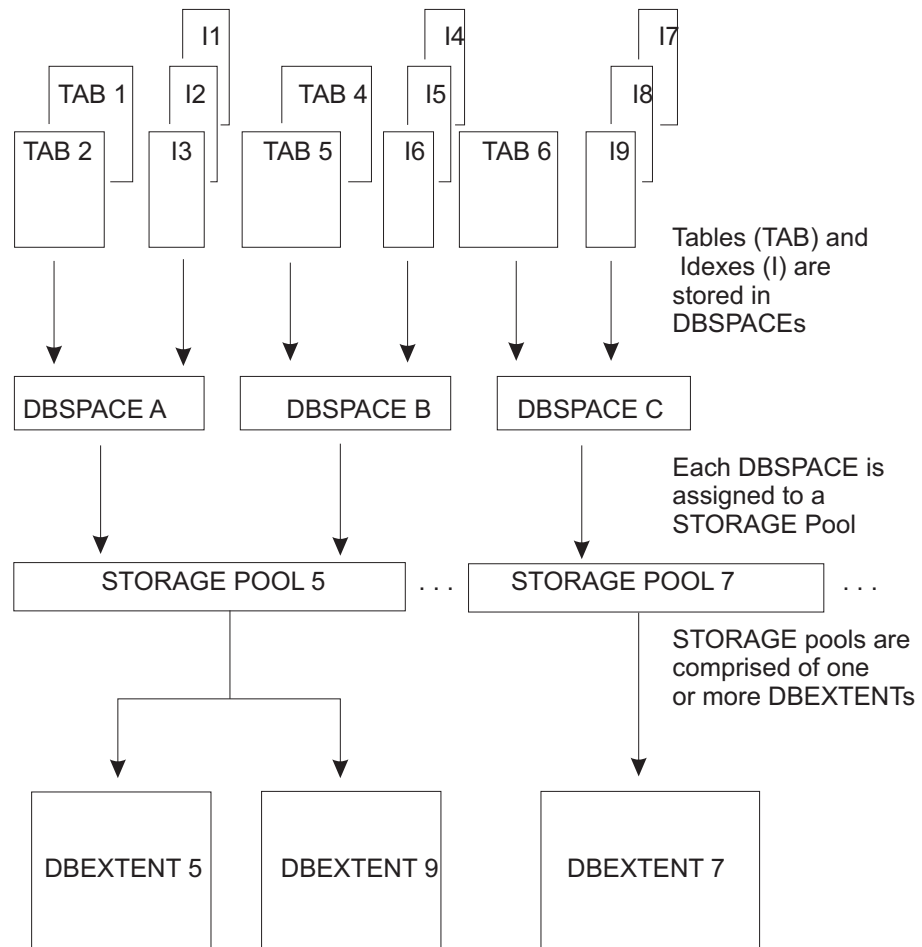 I1
I4
I7
TAB 1
I2
TAB 4
I5
I8
TAB 2
I3
TAB 5
I6
TAB 6
I9
Tables (TAB) and
Idexes (I) are
stored in
DBSPACEs
DBSPACE A
DBSPACE B
DBSPACE C
Each DBSPACE is
assigned to a
STORAGE Pool
STORAGE POOL 5
. . .
STORAGE POOL 7
. . .
STORAGE pools are
comprised of one
or more DBEXTENTs
DBEXTENT 5
DBEXTENT 9
DBEXTENT 7